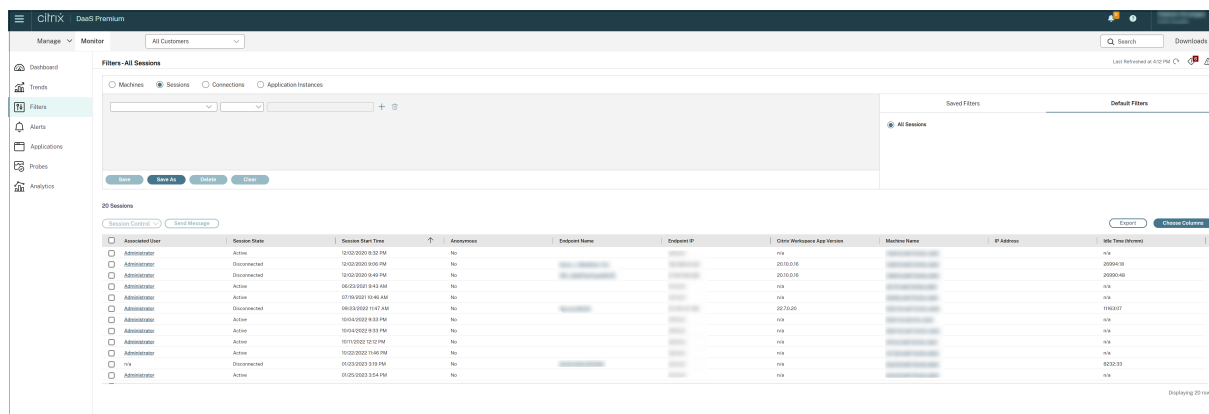 citrix | DaaS Premium
Manage Monitor All Customers Search Downloads
Dashboard
Trends
Filters
Alerts
Applications
Probes
Analytics
Filters - All Sessions Last Refreshed at 4:12 PM
Machines Sessions Connections Application Instances
Saved Filters Default Filters
All Sessions
Save Save As Delete Clear
20 Sessions
Session Control Send Message Export Choose Columns
Associated User Session State Session Start Time Anonymous Endpoint Name Endpoint IP Citrix Workspace App Version Machine Name IP Address Idle Time (hh:mm)
Administrator Active 12/02/2020 8:32 PM No n/a n/a
Administrator Disconnected 12/02/2020 9:06 PM No 20.10.0.16 26994:18
Administrator Disconnected 12/02/2020 9:49 PM No 20.10.0.16 26990:48
Administrator Active 06/23/2021 9:43 AM No n/a n/a
Administrator Active 07/19/2021 10:46 AM No n/a n/a
Administrator Disconnected 09/23/2022 11:47 AM No 22.7.0.20 11163:07
Administrator Active 10/04/2022 9:33 PM No n/a n/a
Administrator Active 10/04/2022 9:33 PM No n/a n/a
Administrator Active 10/11/2022 12:12 PM No n/a n/a
Administrator Active 10/22/2022 11:46 PM No n/a n/a
n/a Disconnected 01/23/2023 3:19 PM No n/a 8232:33
Administrator Active 01/25/2023 3:54 PM No n/a n/a
Displaying 20 row